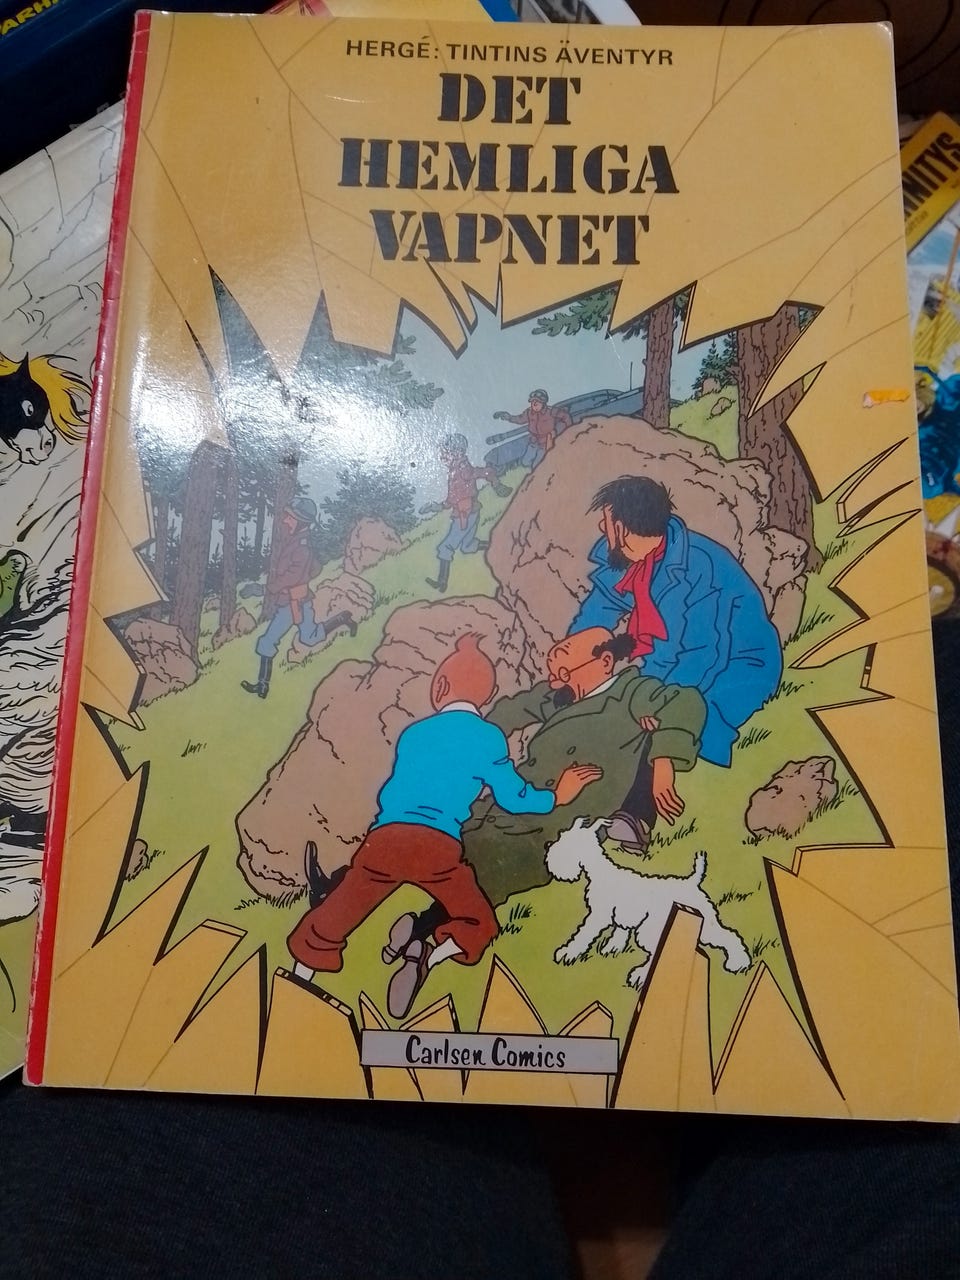 HERGÉ: TINTINS ÄVENTYR
DET
HEMLIGA
VAPNET
Carlsen Comics